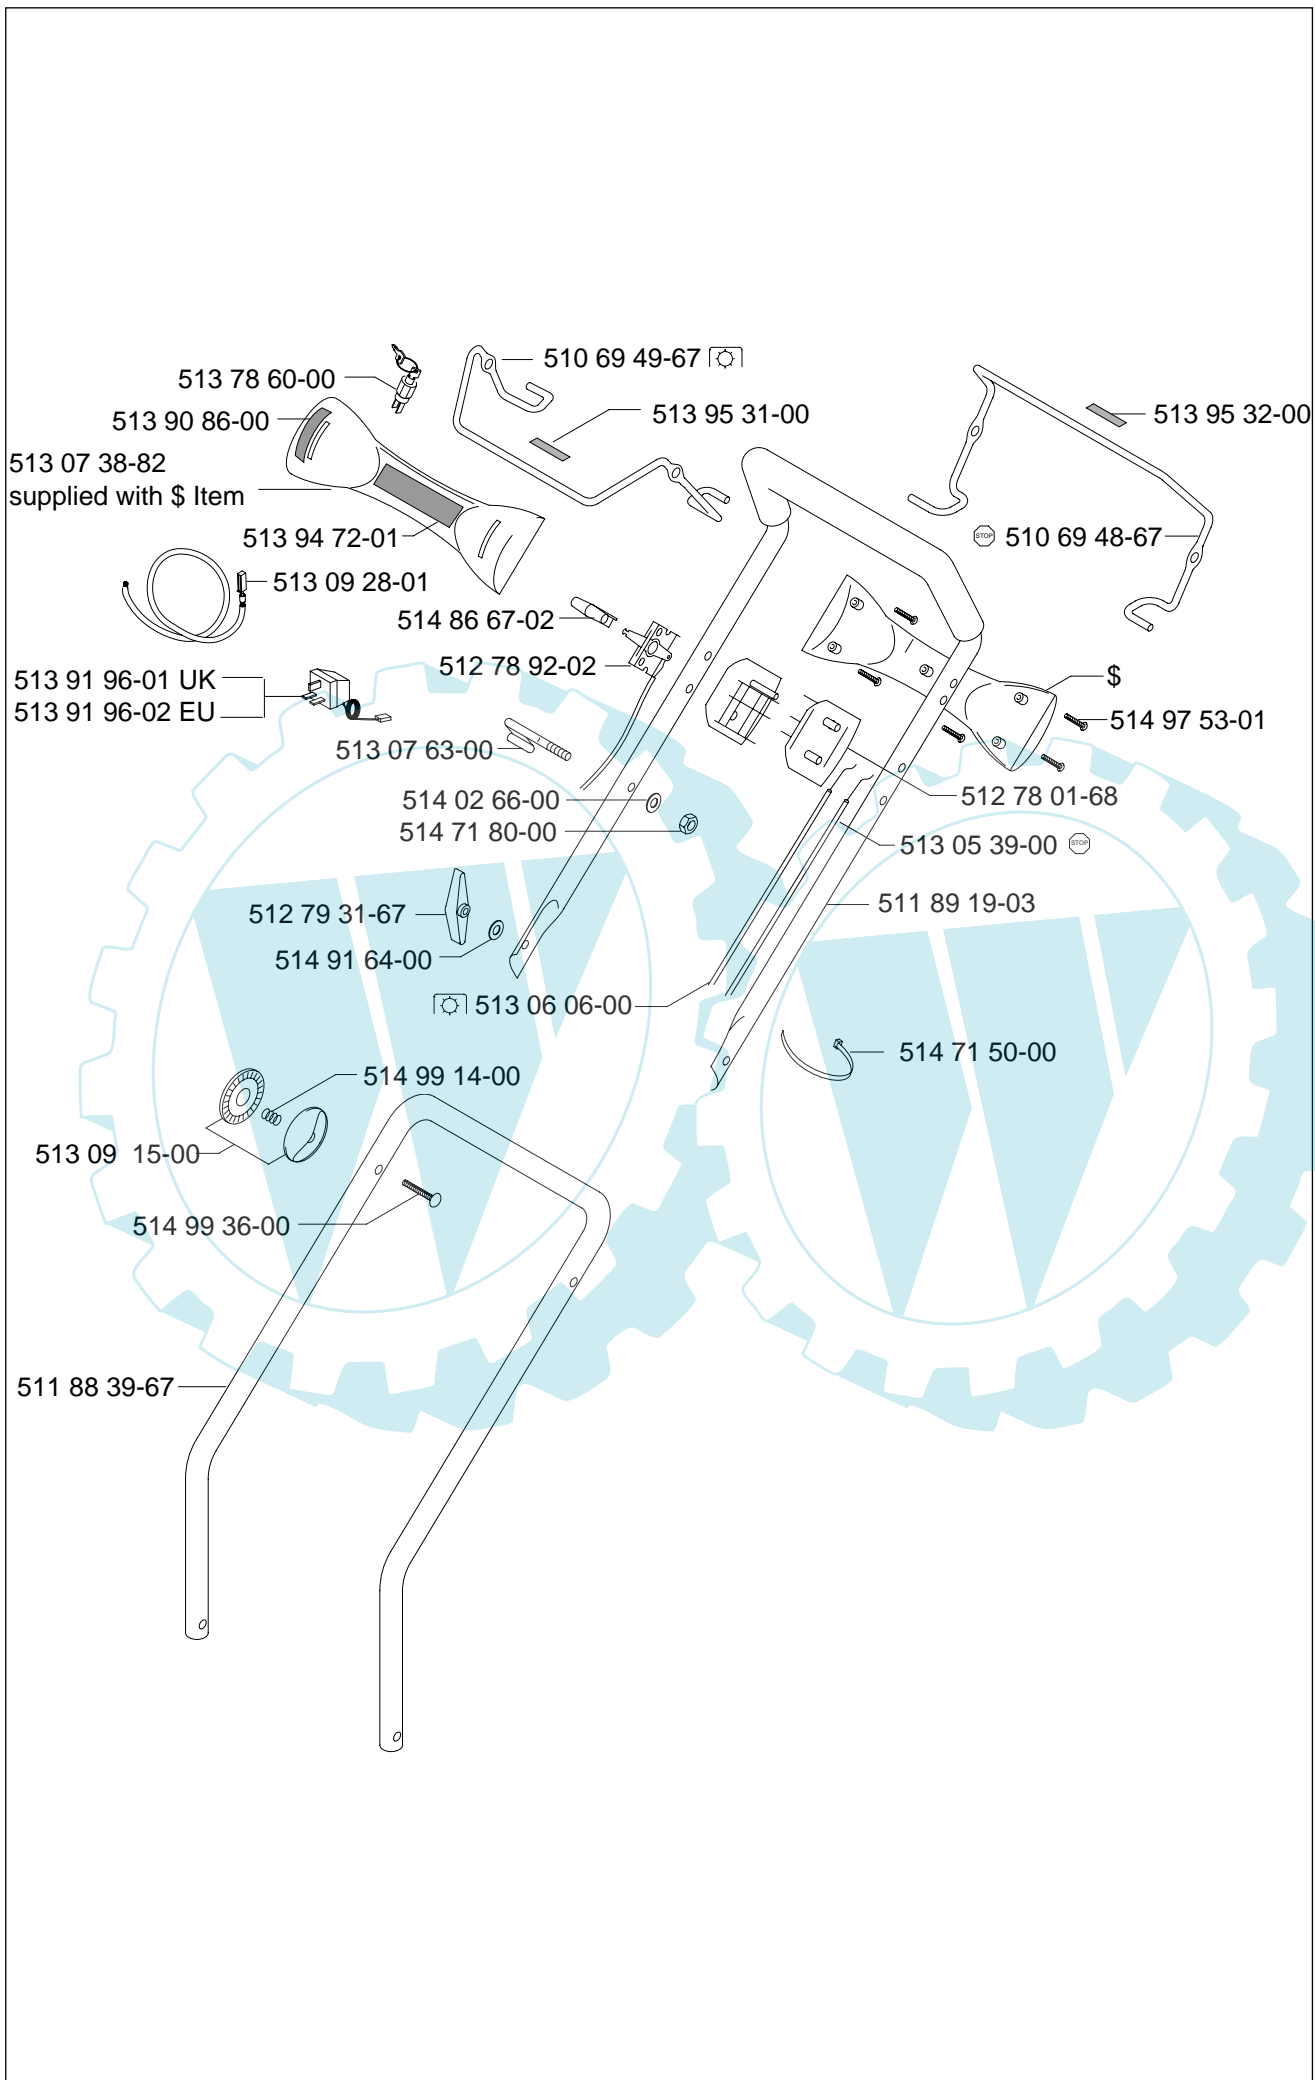 510 69 49-67
513 78 60-00
513 90 86-00
513 95 31-00
513 95 32-00
513 07 38-82
supplied with $ Item
513 94 72-01
STOP 510 69 48-67
513 09 28-01
514 86 67-02
512 78 92-02
513 91 96-01 UK
513 91 96-02 EU
$
514 97 53-01
513 07 63-00
514 02 66-00
514 71 80-00
512 78 01-68
513 05 39-00 STOP
511 89 19-03
512 79 31-67
514 91 64-00
513 06 06-00
514 71 50-00
514 99 14-00
513 09 15-00
514 99 36-00
511 88 39-67